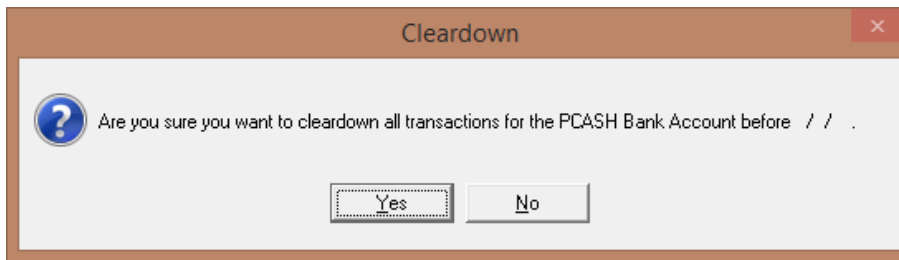 Cleardown
Are you sure you want to cleardown all transactions for the PCASH Bank Account before / / .
Yes
No